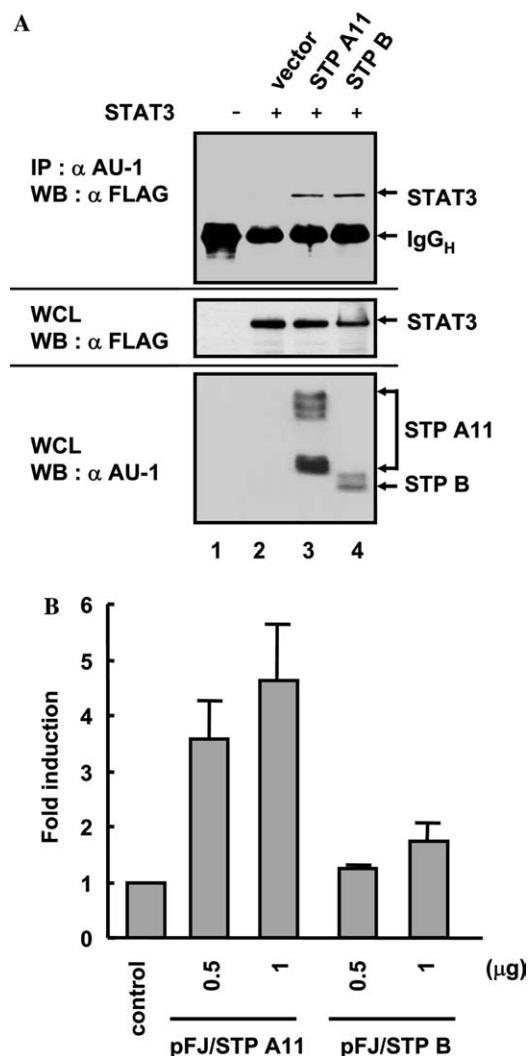 A
vector
STP A11
STP B
STAT3 - + + +
IP : α AU-1
WB : α FLAG
STAT3
IgGH
WCL
WB : α FLAG
STAT3
WCL
WB : α AU-1
STP A11
STP B
1 2 3 4
B
Fold induction
6
5
4
3
2
1
0
control
0.5
1
0.5
1
(μg)
pFJ/STP A11
pFJ/STP B